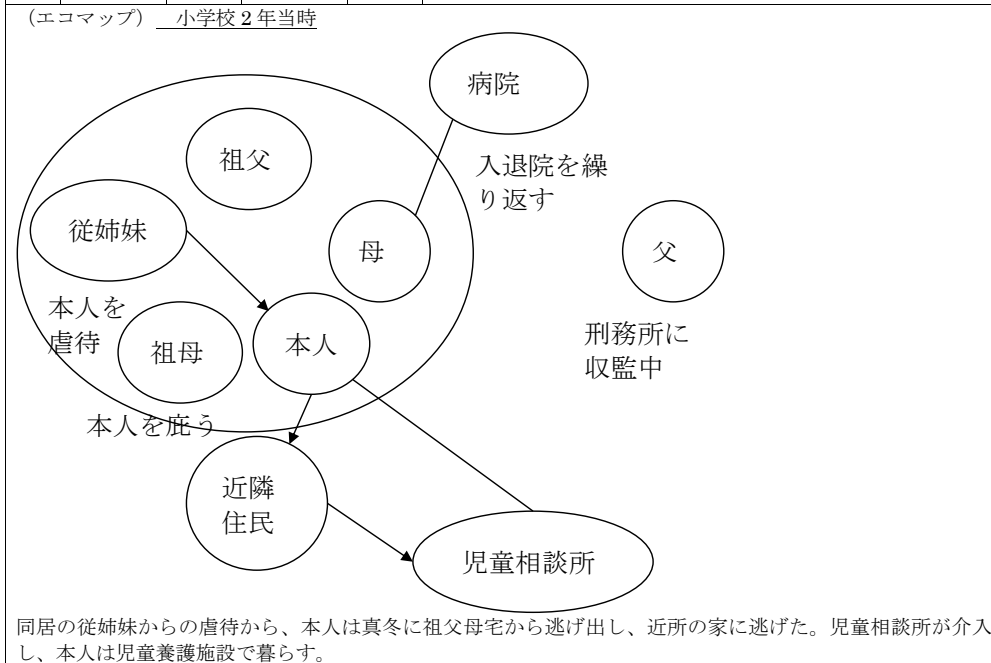 （エコマップ） 小学校２年当時
病院
祖父
入退院を繰
り返す
従姉妹
母
父
本人を
虐待
祖母
本人
刑務所に
収監中
本人を庇う
近隣
住民
児童相談所
同居の従姉妹からの虐待から、本人は真冬に祖父母宅から逃げ出し、近所の家に逃げた。児童相談所が介入
し、本人は児童養護施設で暮らす。